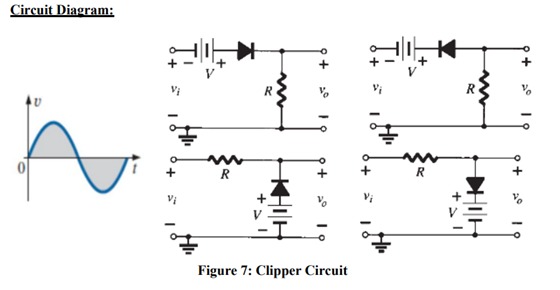 Circuit Diagram:
υ
0
t
+ − V +
vi
R
+
vo
−
+ − V +
vi
R
+
vo
−
+
R
vi
−
+
V
−
+
vo
−
+
R
vi
−
+
V
−
+
vo
−
Figure 7: Clipper Circuit